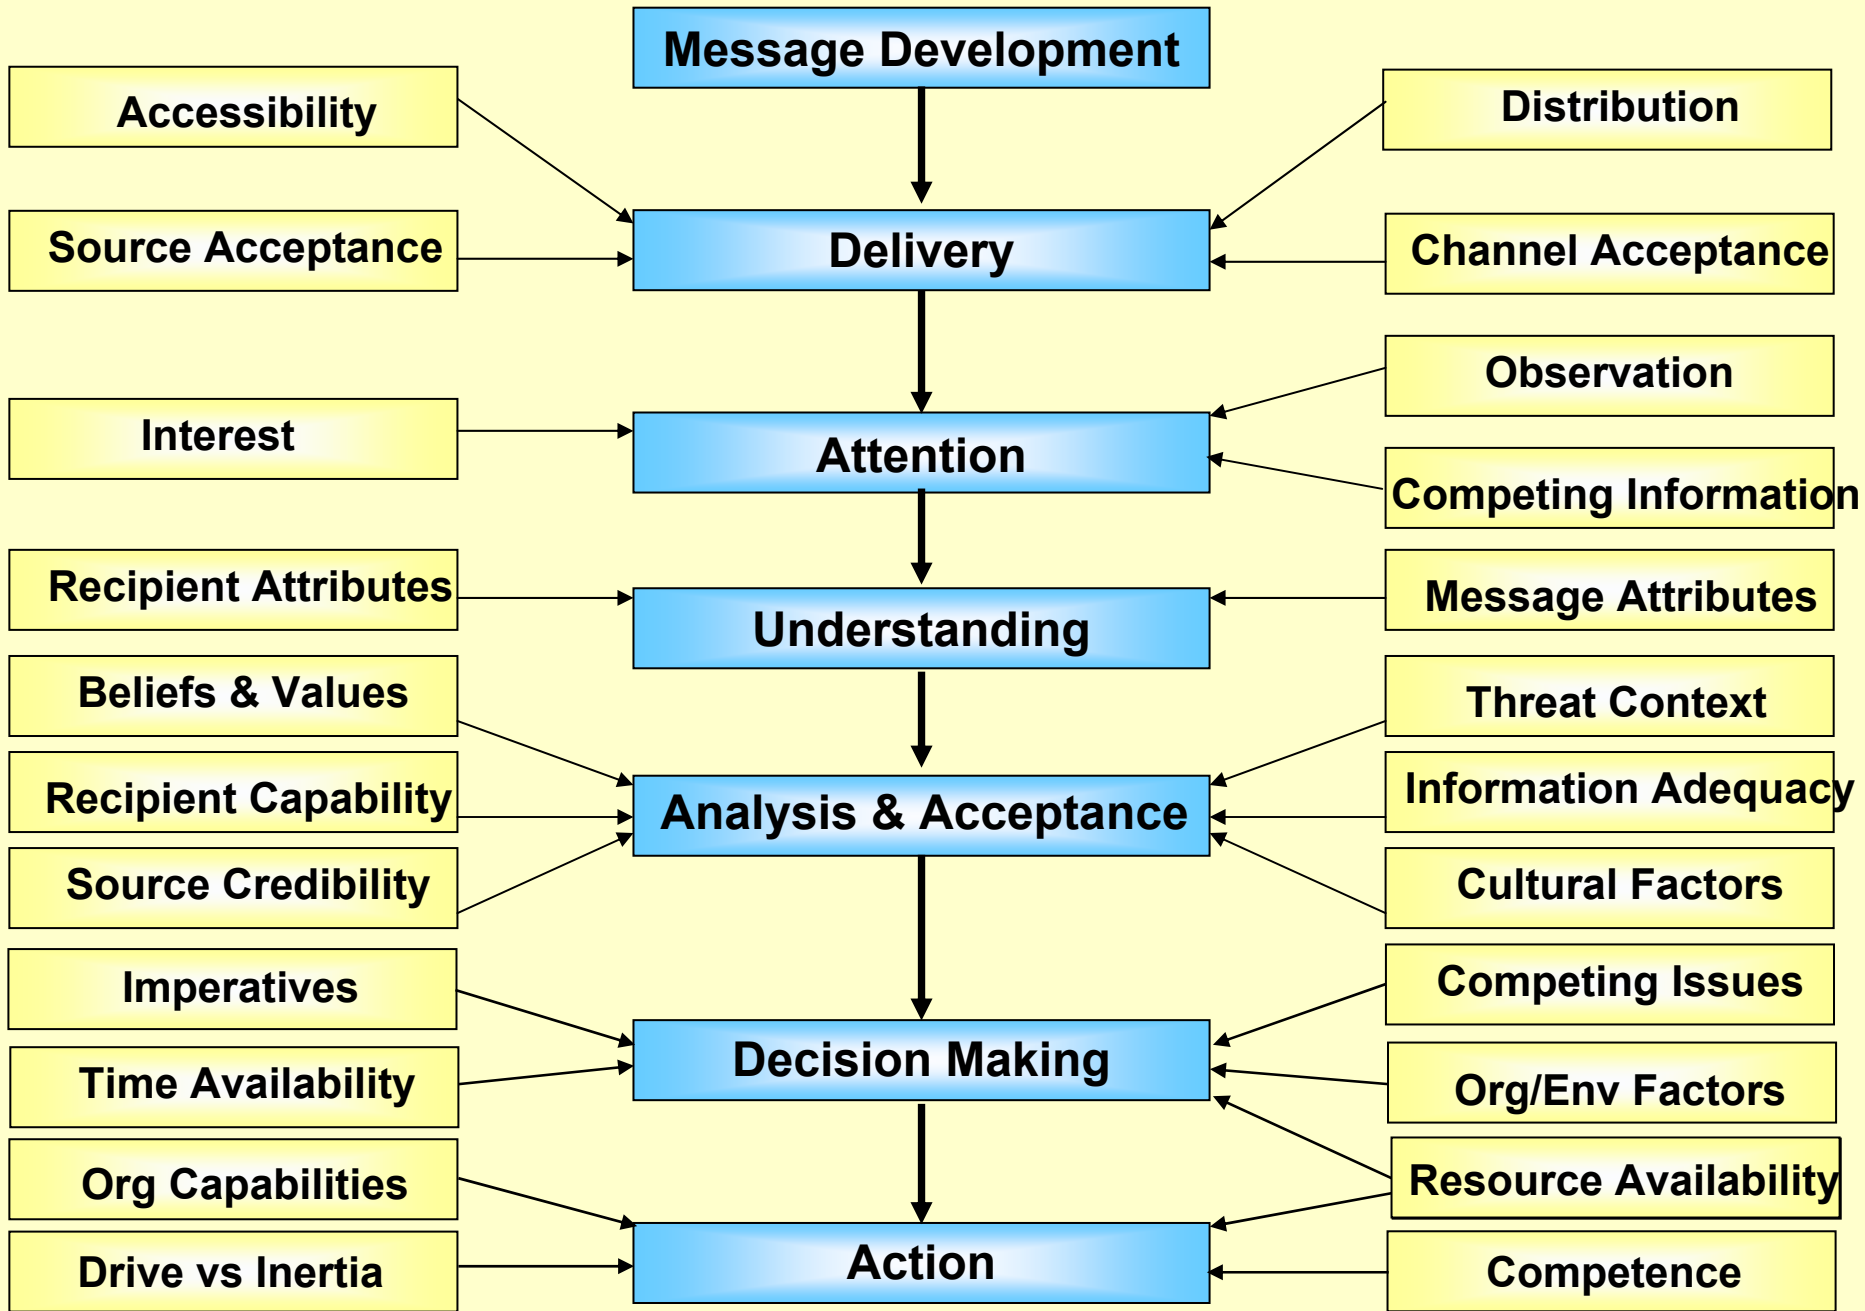 Message Development
Accessibility
Distribution
Source Acceptance
Delivery
Channel Acceptance
Observation
Interest
Attention
Competing Information
Recipient Attributes
Understanding
Message Attributes
Beliefs & Values
Threat Context
Recipient Capability
Analysis & Acceptance
Information Adequacy
Source Credibility
Cultural Factors
Imperatives
Competing Issues
Decision Making
Time Availability
Org/Env Factors
Org Capabilities
Resource Availability
Action
Drive vs Inertia
Competence